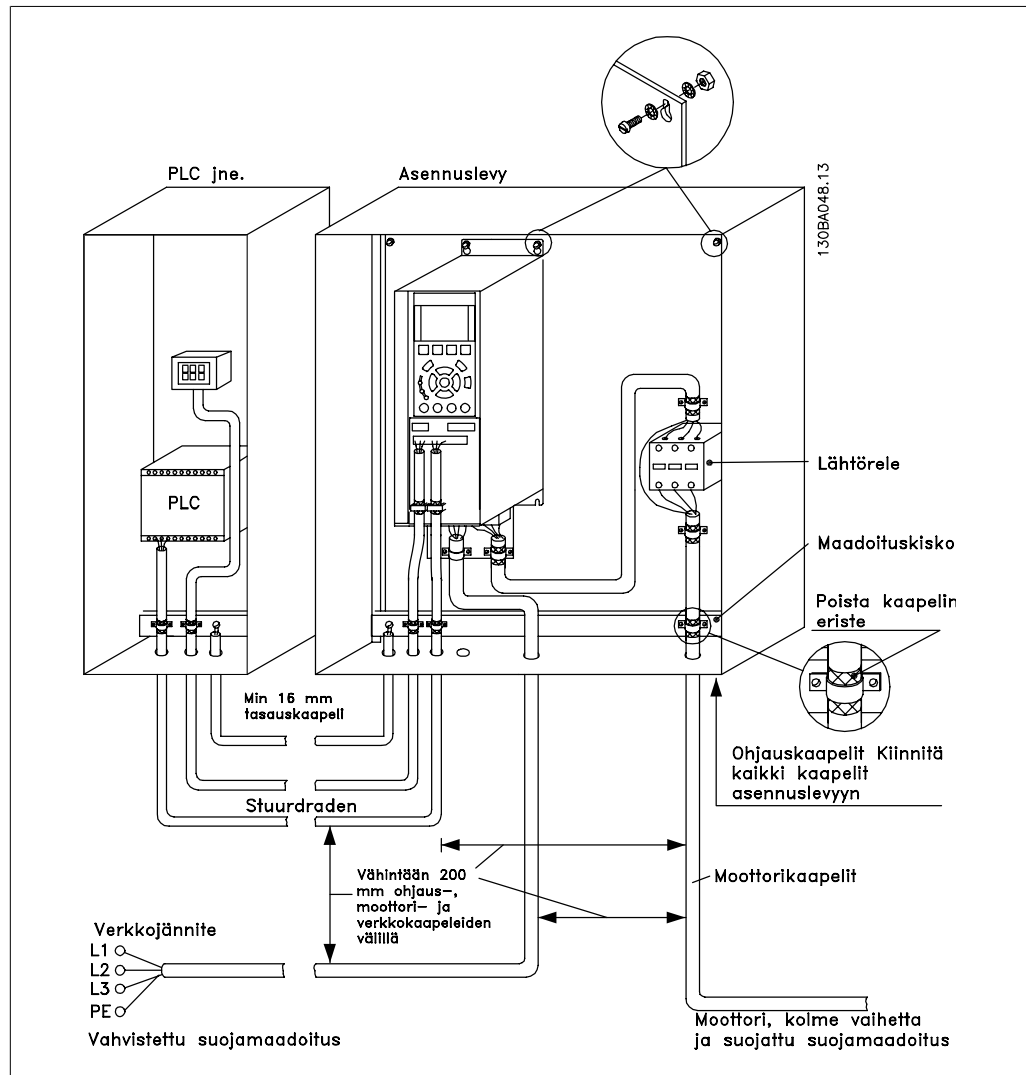 PLC jne.
Asennuslevy
130BA048.13
PLC
Lähtörele
Maadoituskisko
Poista kaapelin
eriste
Min 16 mm
tasauskaapeli
Ohjauskaapelit Kiinnitä
kaikki kaapelit
asennuslevyyn
Stuurdraden
Vähintään 200
mm ohjaus-,
moottori- ja
verkkokaapeleiden
välillä
Moottorikaapelit
Verkkojännite
L1
L2
L3
PE
Vahvistettu suojamaadoitus
Moottori, kolme vaihetta
ja suojattu suojamaadoitus